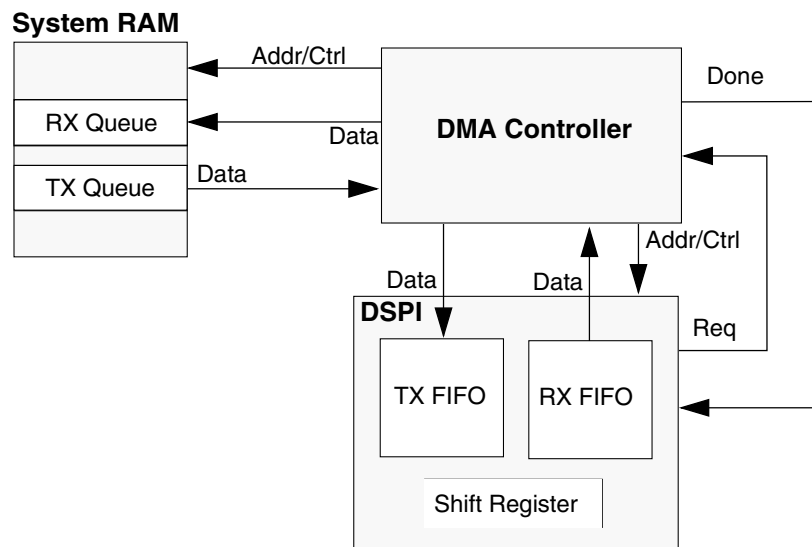 System RAM
Addr/Ctrl
Done
RX Queue
Data
DMA Controller
TX Queue
Data
Addr/Ctrl
Data
Data
DSPI
Req
TX FIFO
RX FIFO
Shift Register